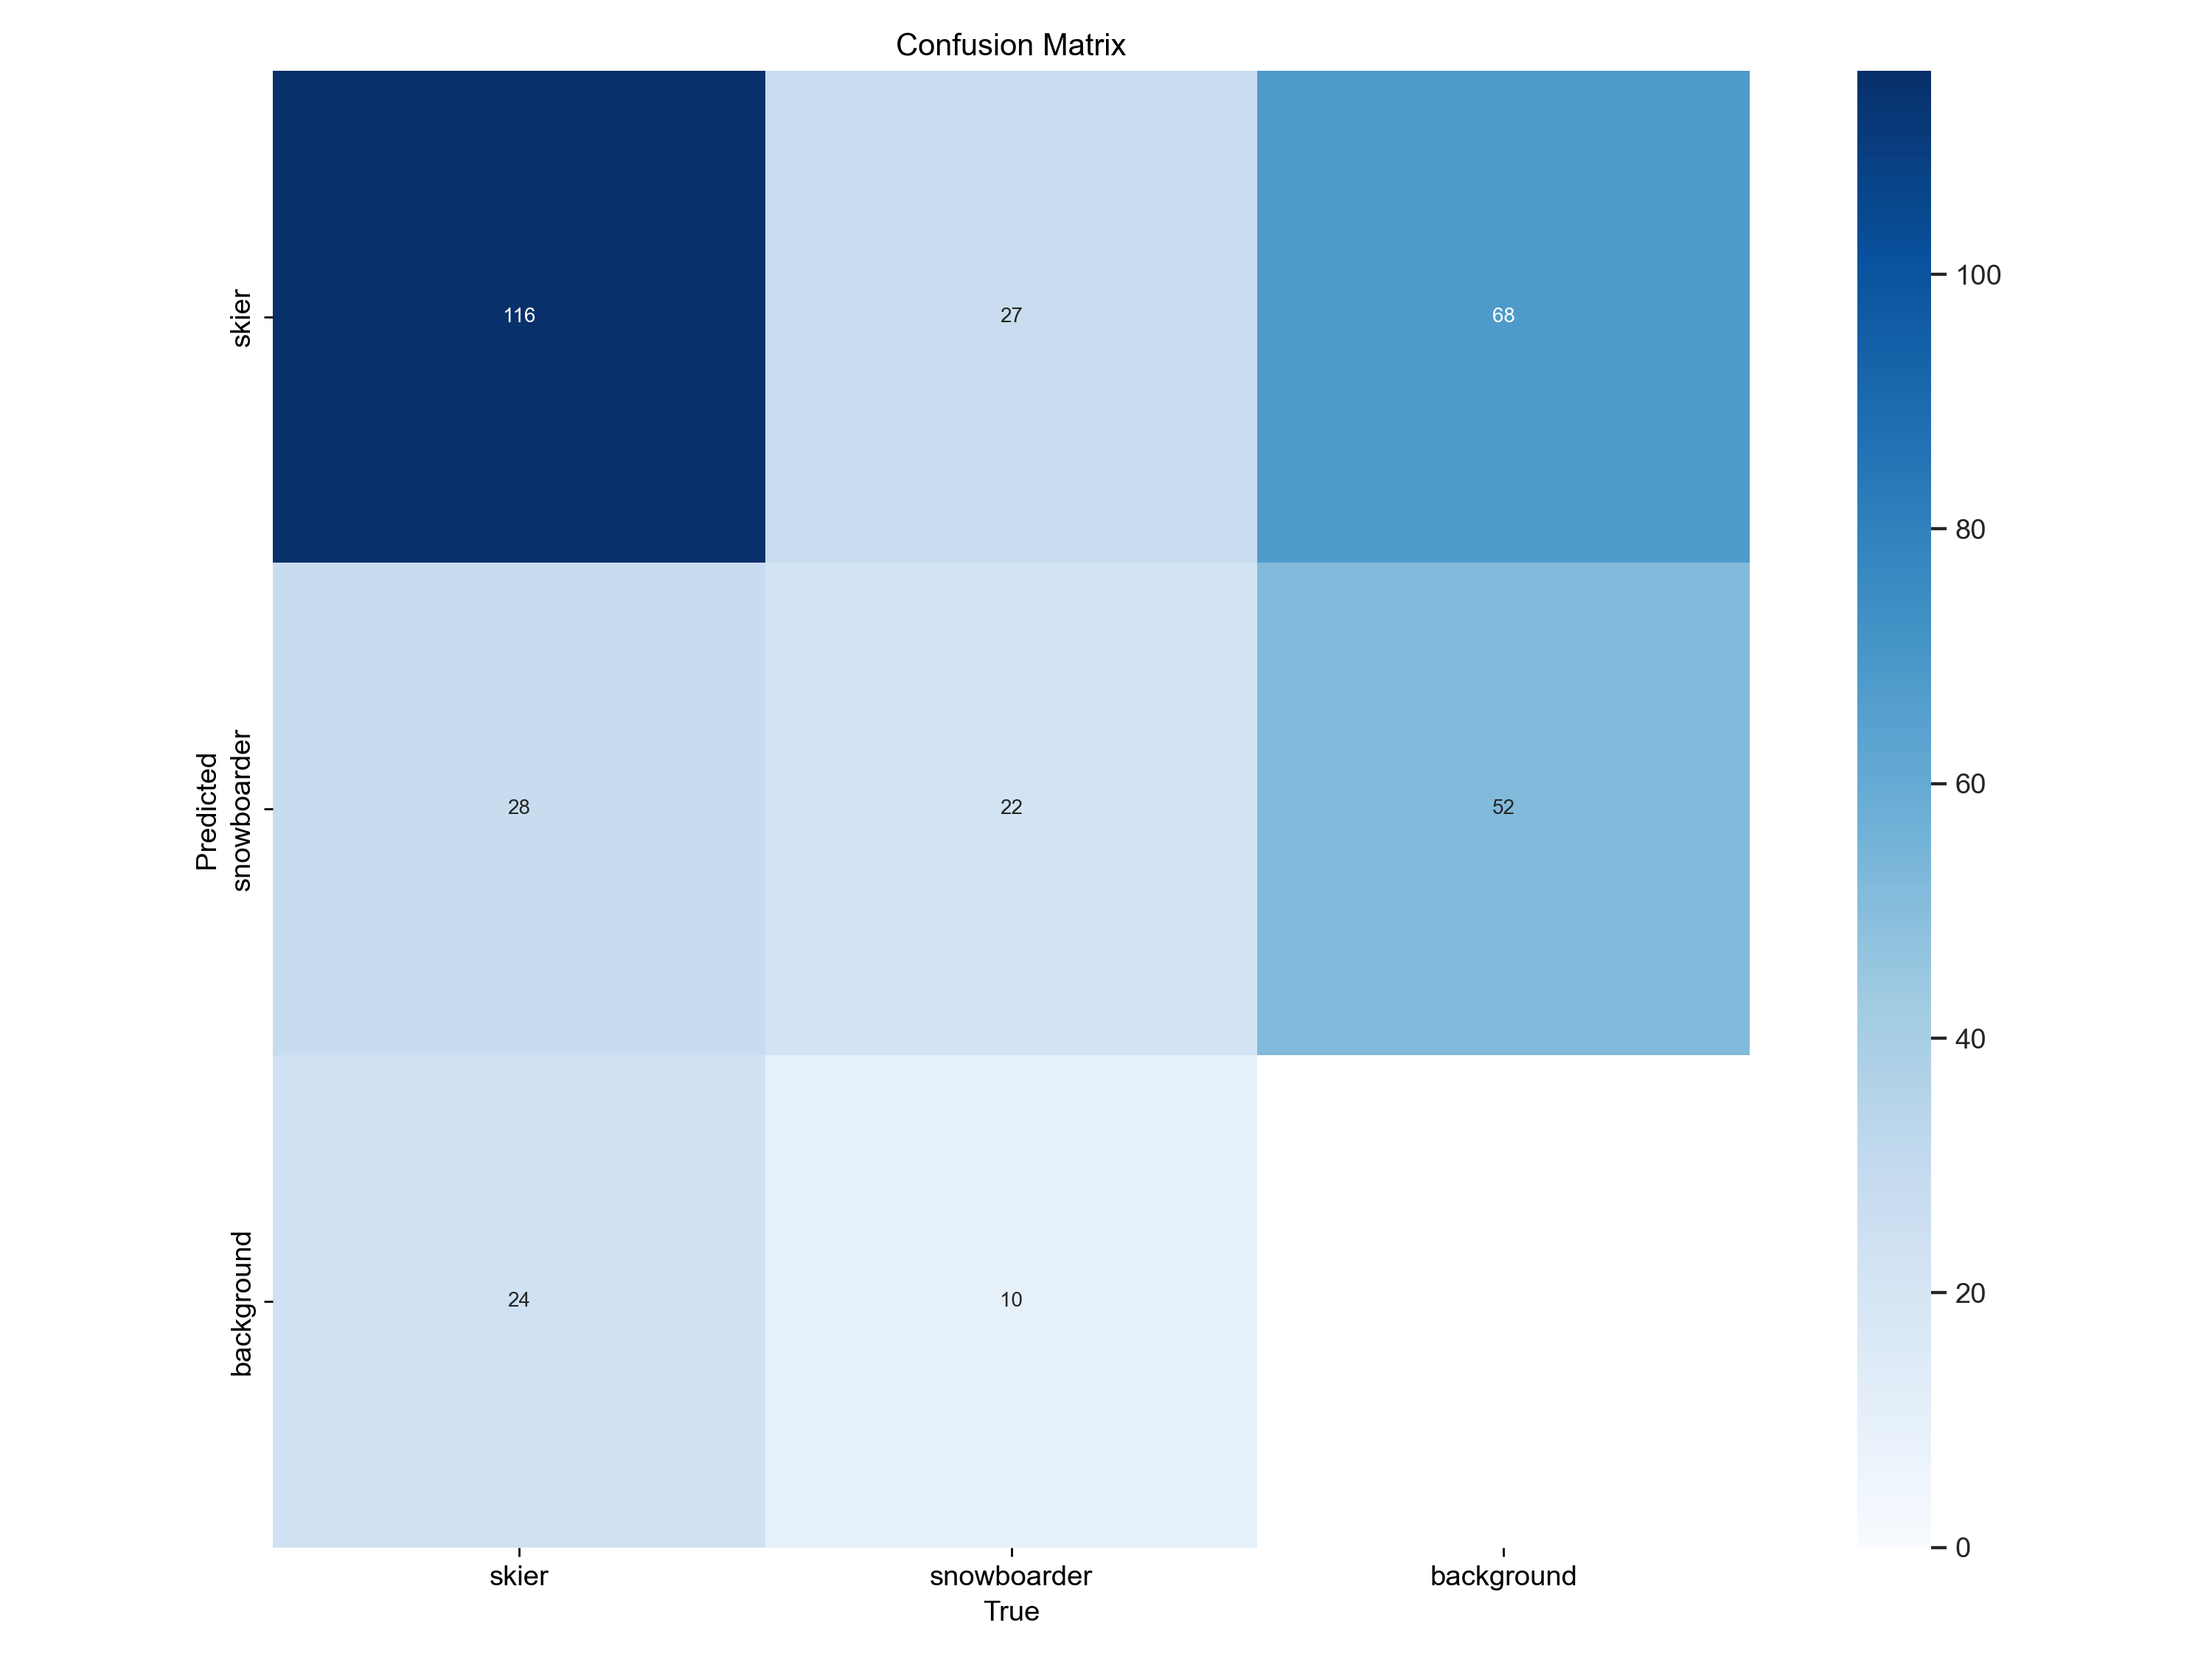 Confusion Matrix
skier
116
27
68
100
80
Predicted
snowboarder
28
22
52
60
40
background
24
10
20
0
skier
snowboarder
background
True